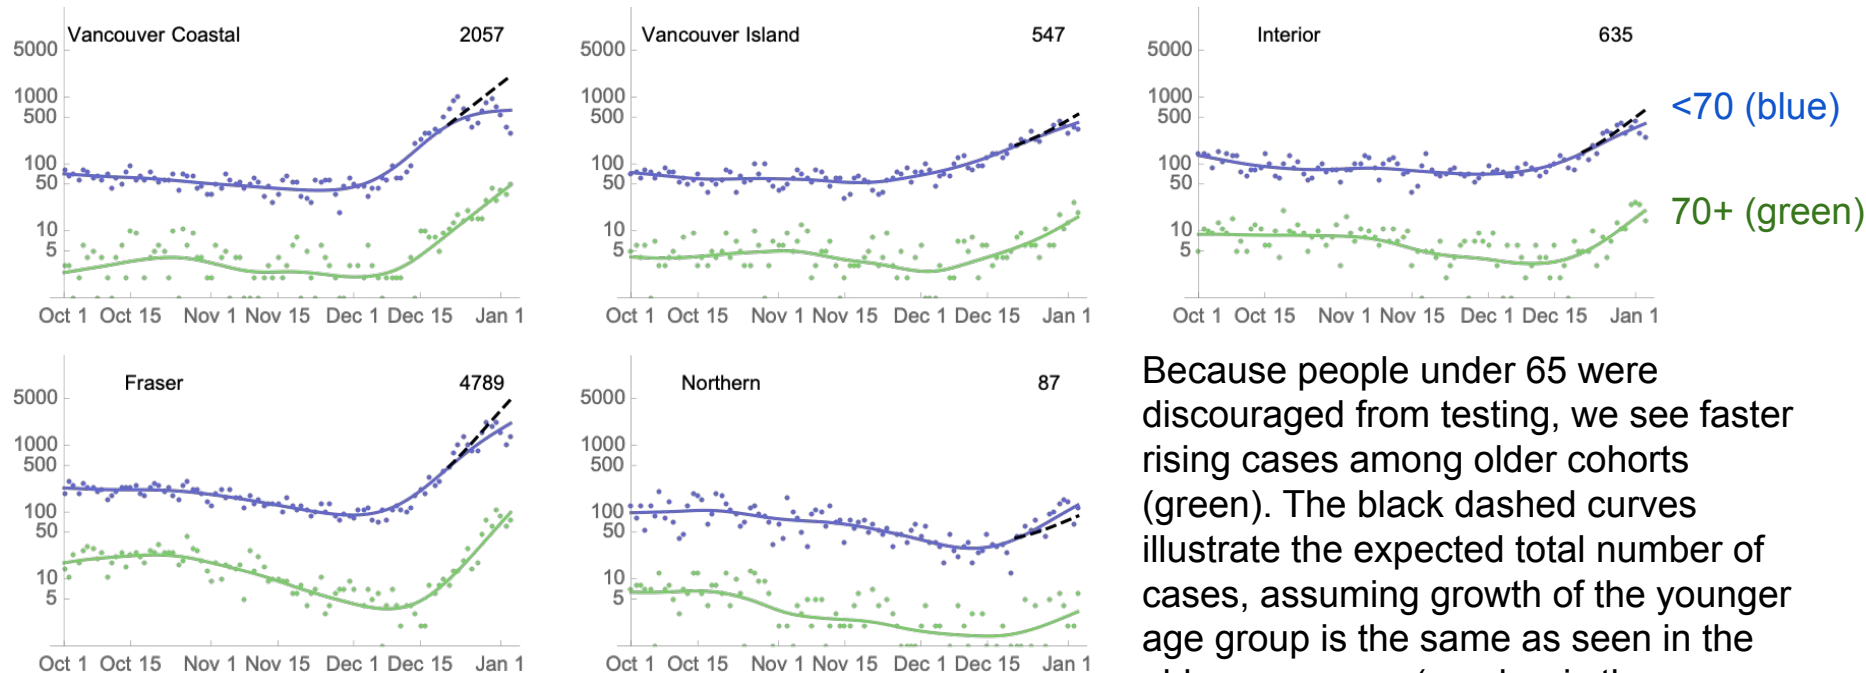 Vancouver Coastal 2057
5000
1000
500
100
50
10
5
Oct 1 Oct 15 Nov 1 Nov 15 Dec 1 Dec 15 Jan 1
Vancouver Island 547
5000
1000
500
100
50
10
5
Oct 1 Oct 15 Nov 1 Nov 15 Dec 1 Dec 15 Jan 1
Interior 635
5000
1000
500
100
50
10
5
Oct 1 Oct 15 Nov 1 Nov 15 Dec 1 Dec 15 Jan 1
<70 (blue)
70+ (green)
Fraser 4789
5000
1000
500
100
50
10
5
Oct 1 Oct 15 Nov 1 Nov 15 Dec 1 Dec 15 Jan 1
Northern 87
5000
1000
500
100
50
10
5
Oct 1 Oct 15 Nov 1 Nov 15 Dec 1 Dec 15 Jan 1
Because people under 65 were
discouraged from testing, we see faster
rising cases among older cohorts
(green). The black dashed curves
illustrate the expected total number of
cases, assuming growth of the younger
age group is the same as seen in the